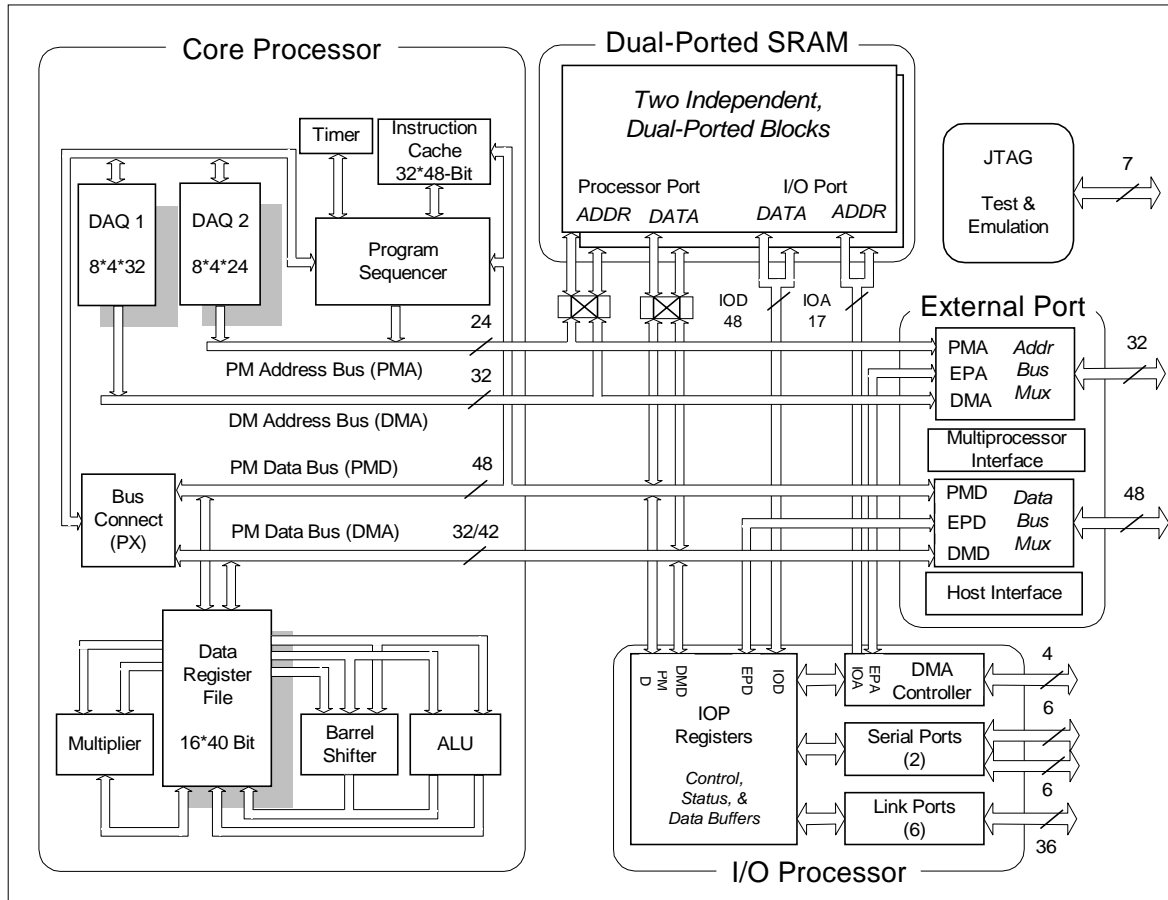 Core Processor
Dual-Ported SRAM
Two Independent,
Dual-Ported Blocks
Processor Port
I/O Port
ADDR
DATA
DATA
ADDR
JTAG
Test &
Emulation
7
Timer
Instruction
Cache
32*48-Bit
DAQ 1
8*4*32
DAQ 2
8*4*24
Program
Sequencer
IOD
48
IOA
17
External Port
24
PM Address Bus (PMA)
32
DM Address Bus (DMA)
PMA
EPA
DMA
Addr
Bus
Mux
32
Multiprocessor
Interface
PM Data Bus (PMD)
48
Bus
Connect
(PX)
PM Data Bus (DMA)
32/42
PMD
EPD
DMD
Data
Bus
Mux
48
Host Interface
Data
Register
File
16*40 Bit
Multiplier
Barrel
Shifter
ALU
PM
D
DMD
EPD
IOD
IOA
EPA
DMA
Controller
4
IOP
Registers
Control,
Status, &
Data Buffers
Serial Ports
(2)
6
6
Link Ports
(6)
36
I/O Processor